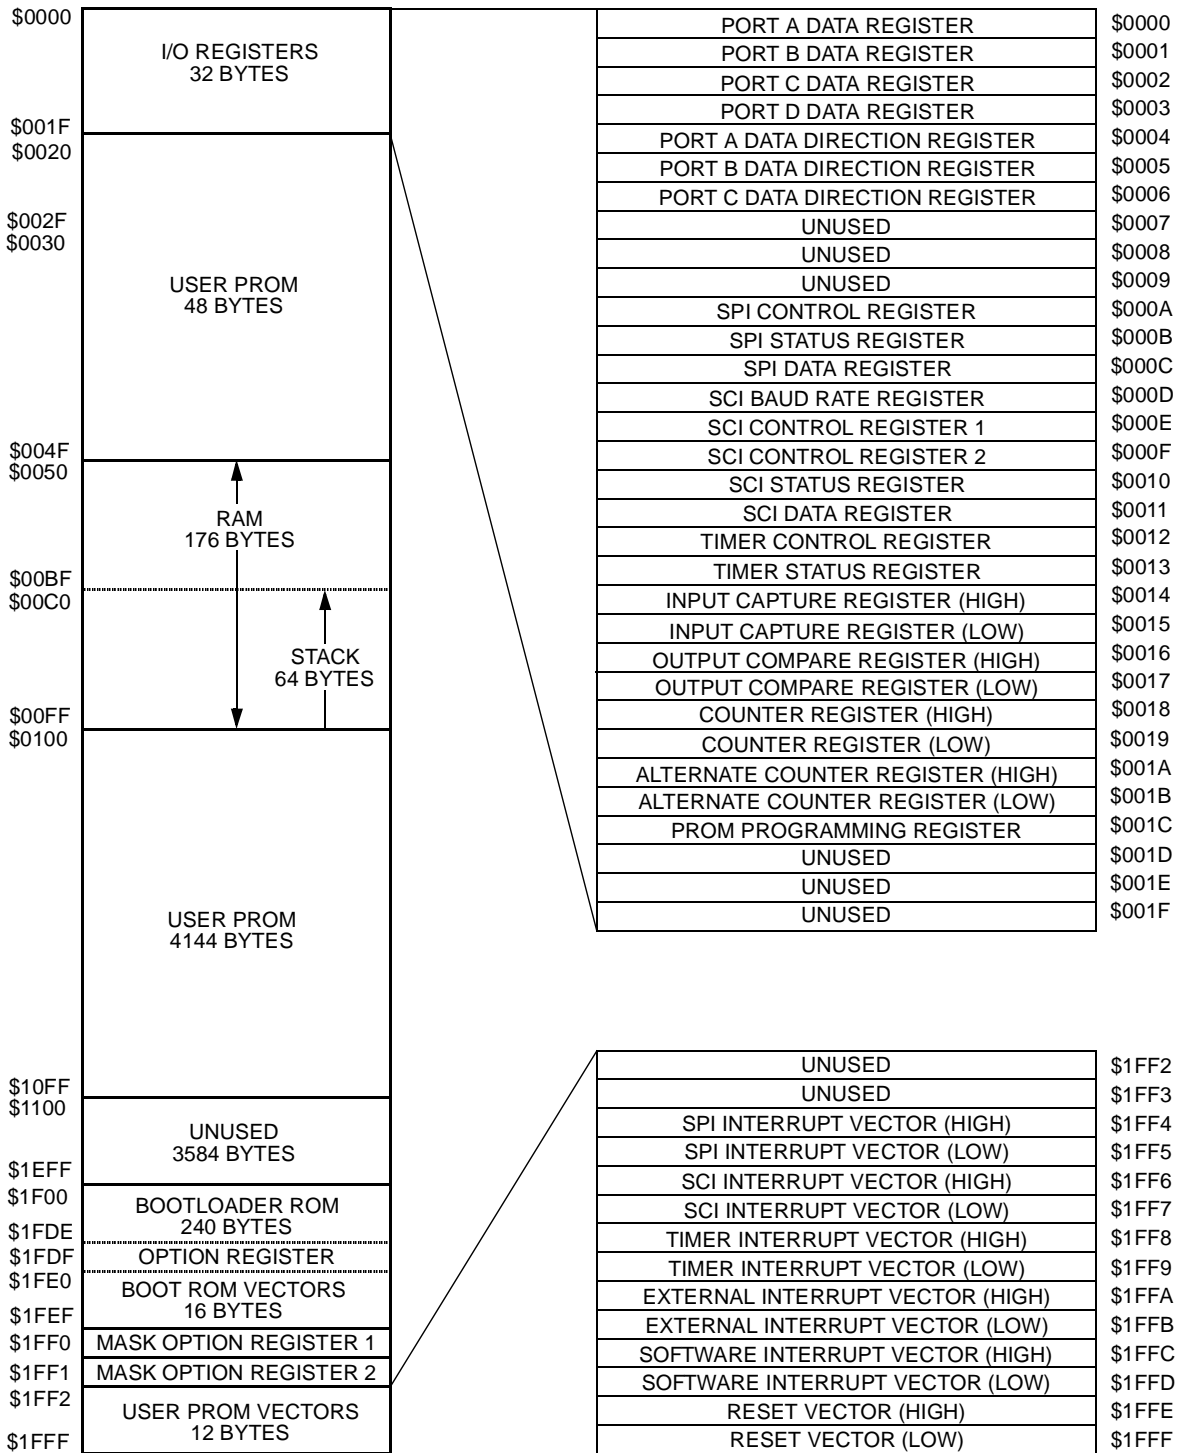 $0000
I/O REGISTERS
32 BYTES
$001F
$0020
$002F
$0030
USER PROM
48 BYTES
$004F
$0050
RAM
176 BYTES
$00BF
$00C0
STACK
64 BYTES
$00FF
$0100
USER PROM
4144 BYTES
$10FF
$1100
UNUSED
3584 BYTES
$1EFF
$1F00
BOOTLOADER ROM
240 BYTES
$1FDE
$1FDF OPTION REGISTER
$1FE0
BOOT ROM VECTORS
16 BYTES
$1FEF
$1FF0 MASK OPTION REGISTER 1
$1FF1 MASK OPTION REGISTER 2
$1FF2
USER PROM VECTORS
12 BYTES
$1FFF
PORT A DATA REGISTER $0000
PORT B DATA REGISTER $0001
PORT C DATA REGISTER $0002
PORT D DATA REGISTER $0003
PORT A DATA DIRECTION REGISTER $0004
PORT B DATA DIRECTION REGISTER $0005
PORT C DATA DIRECTION REGISTER $0006
UNUSED $0007
UNUSED $0008
UNUSED $0009
SPI CONTROL REGISTER $000A
SPI STATUS REGISTER $000B
SPI DATA REGISTER $000C
SCI BAUD RATE REGISTER $000D
SCI CONTROL REGISTER 1 $000E
SCI CONTROL REGISTER 2 $000F
SCI STATUS REGISTER $0010
SCI DATA REGISTER $0011
TIMER CONTROL REGISTER $0012
TIMER STATUS REGISTER $0013
INPUT CAPTURE REGISTER (HIGH) $0014
INPUT CAPTURE REGISTER (LOW) $0015
OUTPUT COMPARE REGISTER (HIGH) $0016
OUTPUT COMPARE REGISTER (LOW) $0017
COUNTER REGISTER (HIGH) $0018
COUNTER REGISTER (LOW) $0019
ALTERNATE COUNTER REGISTER (HIGH) $001A
ALTERNATE COUNTER REGISTER (LOW) $001B
PROM PROGRAMMING REGISTER $001C
UNUSED $001D
UNUSED $001E
UNUSED $001F
UNUSED $1FF2
UNUSED $1FF3
SPI INTERRUPT VECTOR (HIGH) $1FF4
SPI INTERRUPT VECTOR (LOW) $1FF5
SCI INTERRUPT VECTOR (HIGH) $1FF6
SCI INTERRUPT VECTOR (LOW) $1FF7
TIMER INTERRUPT VECTOR (HIGH) $1FF8
TIMER INTERRUPT VECTOR (LOW) $1FF9
EXTERNAL INTERRUPT VECTOR (HIGH) $1FFA
EXTERNAL INTERRUPT VECTOR (LOW) $1FFB
SOFTWARE INTERRUPT VECTOR (HIGH) $1FFC
SOFTWARE INTERRUPT VECTOR (LOW) $1FFD
RESET VECTOR (HIGH) $1FFE
RESET VECTOR (LOW) $1FFF